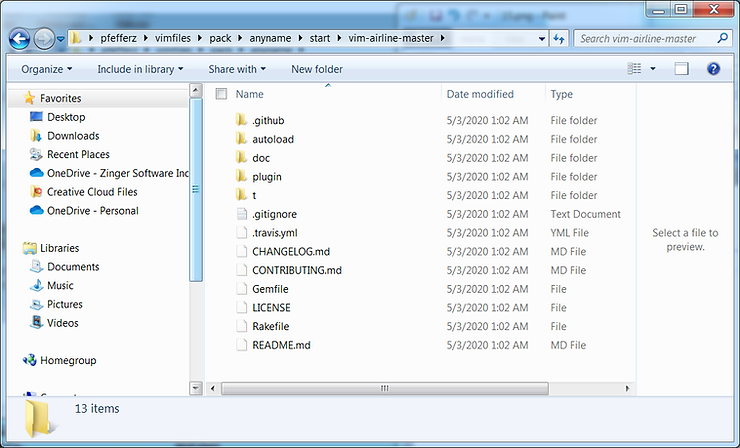 pfefferz vimfiles pack anyname start vim-airline-master
Search vim-airline-master
Organize Include in library Share with New folder
Name Date modified Type
Favorites
Desktop
Downloads
Recent Places
OneDrive - Zinger Software Inc
Creative Cloud Files
OneDrive - Personal
Libraries
Documents
Music
Pictures
Videos
Homegroup
.github 5/3/2020 1:02 AM File folder
autoload 5/3/2020 1:02 AM File folder
doc 5/3/2020 1:02 AM File folder
plugin 5/3/2020 1:02 AM File folder
t 5/3/2020 1:02 AM File folder
.gitignore 5/3/2020 1:02 AM Text Document
.travis.yml 5/3/2020 1:02 AM YML File
CHANGELOG.md 5/3/2020 1:02 AM MD File
CONTRIBUTING.md 5/3/2020 1:02 AM MD File
Gemfile 5/3/2020 1:02 AM File
LICENSE 5/3/2020 1:02 AM File
Rakefile 5/3/2020 1:02 AM File
README.md 5/3/2020 1:02 AM MD File
Select a file to
preview.
13 items